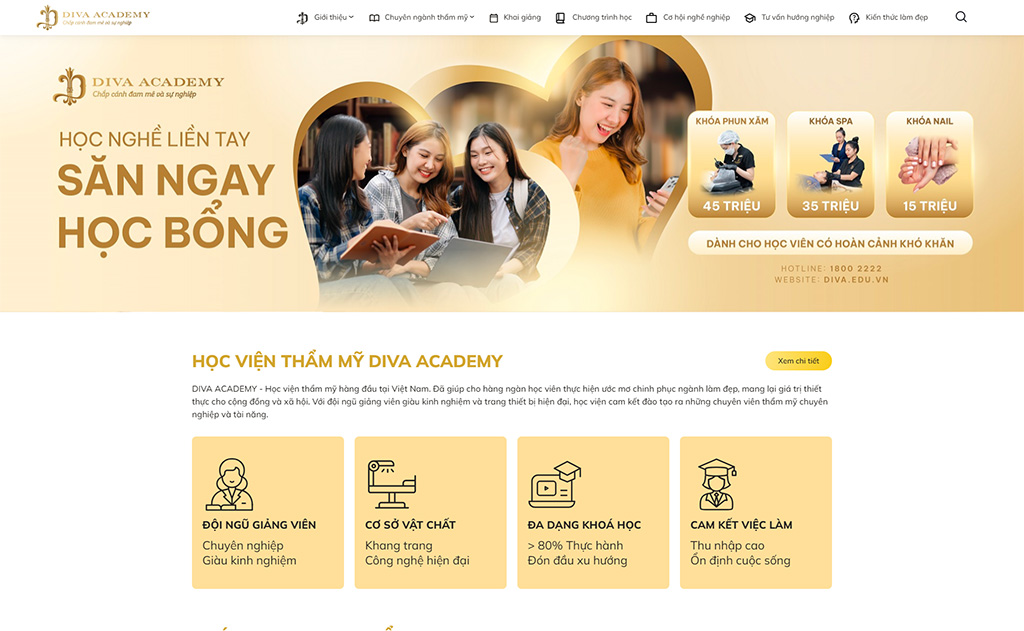 DIVA ACADEMY
Chắp cánh đam mê và sự nghiệp
Giới thiệu
Chuyên ngành thẩm mỹ
Khai giảng
Chương trình học
Cơ hội nghề nghiệp
Tư vấn hướng nghiệp
Kiến thức làm đẹp
DIVA ACADEMY
Chắp cánh đam mê và sự nghiệp
HỌC NGHỀ LIỀN TAY
SĂN NGAY
HỌC BỔNG
KHÓA PHUN XĂM
45 TRIỆU
KHÓA SPA
35 TRIỆU
KHÓA NAIL
15 TRIỆU
DÀNH CHO HỌC VIÊN CÓ HOÀN CẢNH KHÓ KHĂN
HOTLINE: 1800 2222
WEBSITE: DIVA.EDU.VN
HỌC VIỆN THẨM MỸ DIVA ACADEMY
Xem chi tiết
DIVA ACADEMY - Học viện thẩm mỹ hàng đầu tại Việt Nam. Đã giúp cho hàng ngàn học viên thực hiện ước mơ chinh phục ngành làm đẹp, mang lại giá trị thiết
thực cho cộng đồng và xã hội. Với đội ngũ giảng viên giàu kinh nghiệm và trang thiết bị hiện đại, học viện cam kết đào tạo ra những chuyên viên thẩm mỹ chuyên
nghiệp và tài năng.
ĐỘI NGŨ GIẢNG VIÊN
Chuyên nghiệp
Giàu kinh nghiệm
CƠ SỞ VẬT CHẤT
Khang trang
Công nghệ hiện đại
ĐA DẠNG KHOÁ HỌC
> 80% Thực hành
Đón đầu xu hướng
CAM KẾT VIỆC LÀM
Thu nhập cao
Ổn định cuộc sống